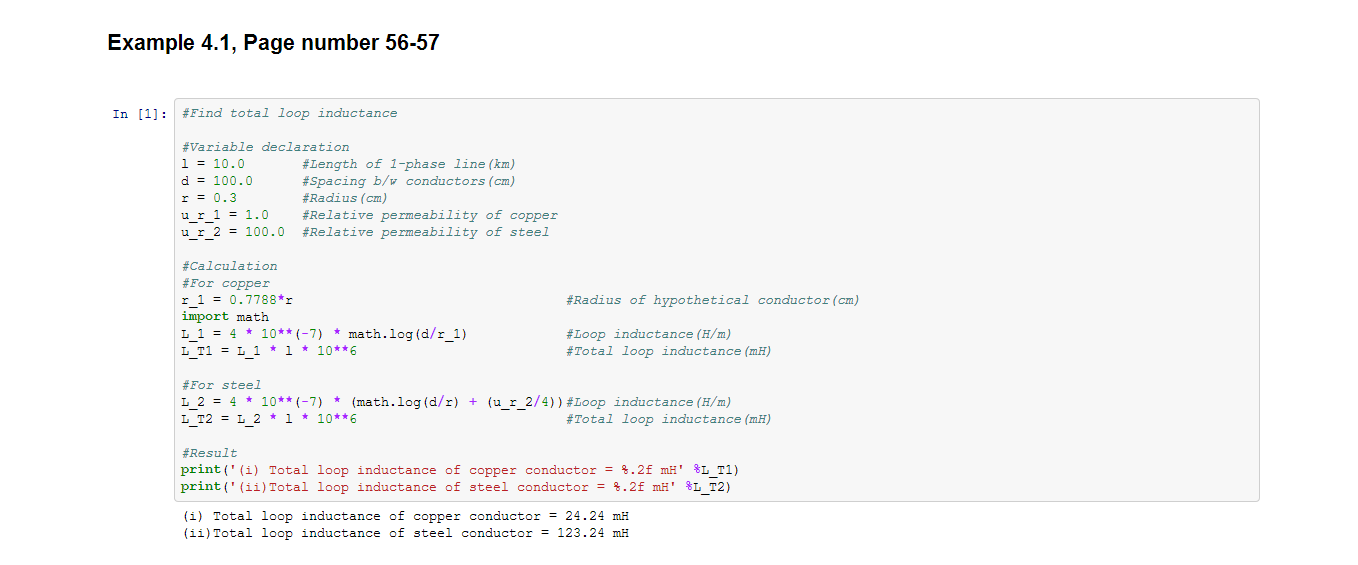 Example 4.1, Page number 56-57
In [1]: #Find total loop inductance
#Variable declaration
l = 10.0 #Length of 1-phase line(km)
d = 100.0 #Spacing b/w conductors(cm)
r = 0.3 #Radius(cm)
u_r_1 = 1.0 #Relative permeability of copper
u_r_2 = 100.0 #Relative permeability of steel
#Calculation
#For copper
r_1 = 0.7788*r #Radius of hypothetical conductor(cm)
import math
L_1 = 4 * 10**(-7) * math.log(d/r_1) #Loop inductance(H/m)
L_T1 = L_1 * l * 10**6 #Total loop inductance(mH)
#For steel
L_2 = 4 * 10**(-7) * (math.log(d/r) + (u_r_2/4))#Loop inductance(H/m)
L_T2 = L_2 * l * 10**6 #Total loop inductance(mH)
#Result
print('(i) Total loop inductance of copper conductor = %.2f mH' %L_T1)
print('(ii)Total loop inductance of steel conductor = %.2f mH' %L_T2)
(i) Total loop inductance of copper conductor = 24.24 mH
(ii)Total loop inductance of steel conductor = 123.24 mH